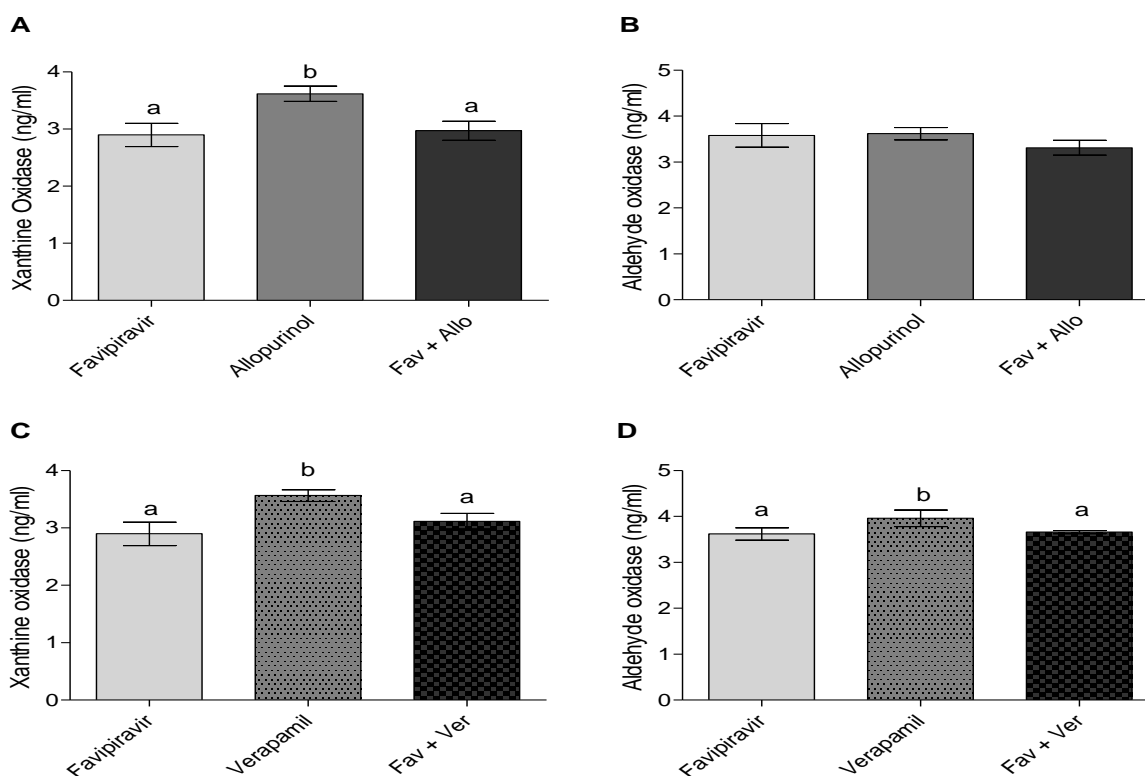 A
Xanthine Oxidase (ng/ml)
4
3
2
1
0
a
b
a
Favipiravir
Allopurinol
Fav + Allo
B
Aldehyde oxidase (ng/ml)
5
4
3
2
1
0
Favipiravir
Allopurinol
Fav + Allo
C
Xanthine oxidase (ng/ml)
4
3
2
1
0
a
b
a
Favipiravir
Verapamil
Fav + Ver
D
Aldehyde oxidase (ng/ml)
5
4
3
2
1
0
a
b
a
Favipiravir
Verapamil
Fav + Ver